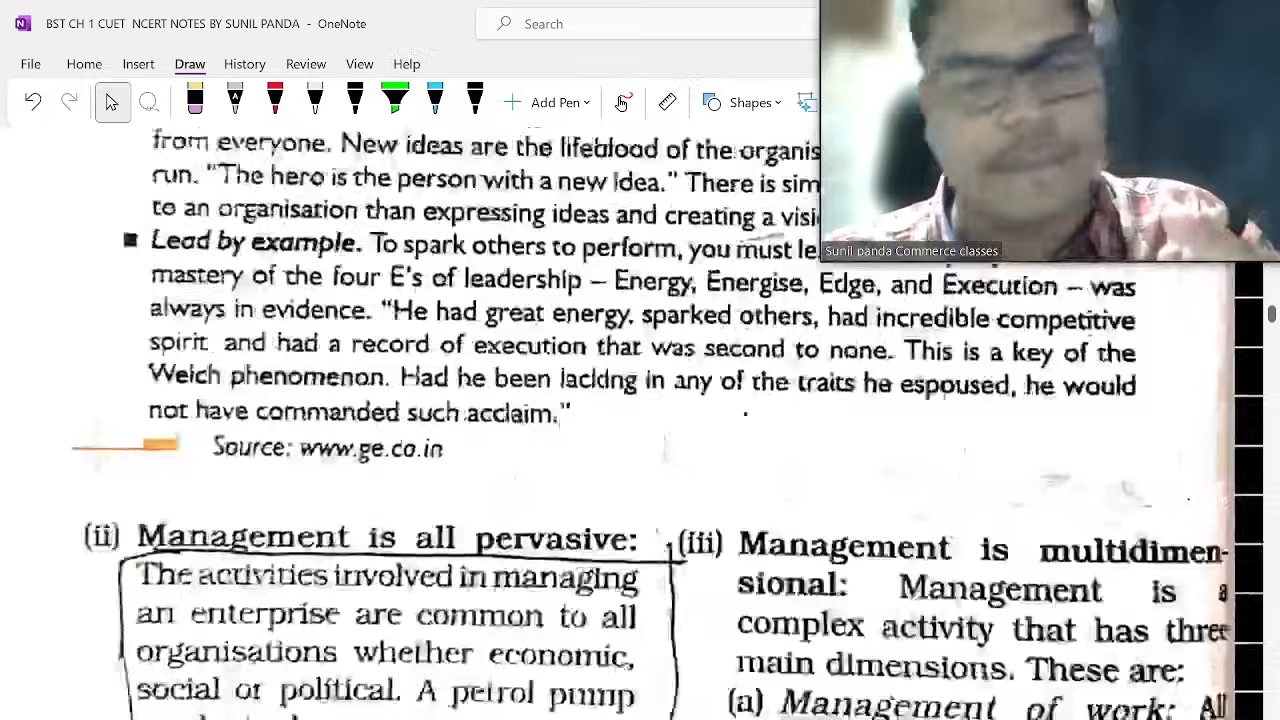 BST CH 1 CUET NCERT NOTES BY SUNIL PANDA - OneNote
Search
File Home Insert Draw History Review View Help
Add Pen Shapes
from everyone. New ideas are the lifeblood of the organis
run. "The hero is the person with a new idea." There is sim
to an organisation than expressing ideas and creating a visi
Sunil panda Commerce classes
■ Lead by example. To spark others to perform, you must le
mastery of the four E's of leadership – Energy, Energise, Edge, and Execution – was
always in evidence. "He had great energy, sparked others, had incredible competitive
spirit and had a record of execution that was second to none. This is a key of the
Welch phenomenon. Had he been lacking in any of the traits he espoused, he would
not have commanded such acclaim."
Source: www.ge.co.in
(ii) Management is all pervasive:
The activities involved in managing
an enterprise are common to all
organisations whether economic,
social or political. A petrol pump
(iii) Management is multidimen-
sional: Management is a
complex activity that has three
main dimensions. These are:
(a) Management of work: All